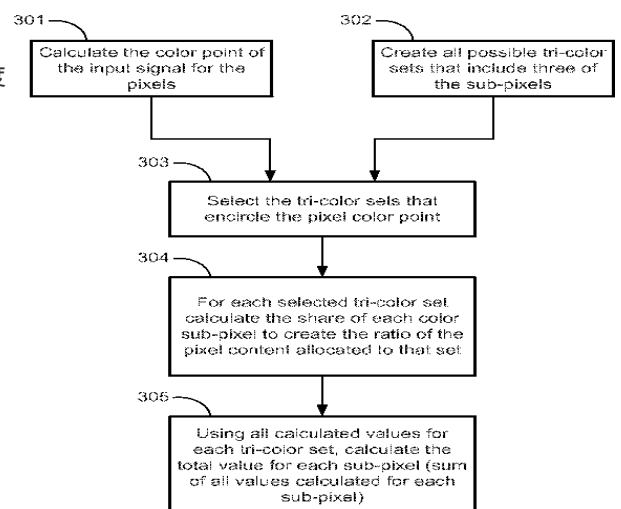 301
302
Calculate the color point of
the input signal for the
pixels
Create all possible tri-color
sets that include three of
the sub-pixels
303
Select the tri-color sets that
encircle the pixel color point
304
For each selected tri-color set
calculate the share of each color
sub-pixel to create the ratio of the
pixel content allocated to that set
305
Using all calculated values for
each tri-color set, calculate the
total value for each sub-pixel (sum
of all values calculated for each
sub-pixel)